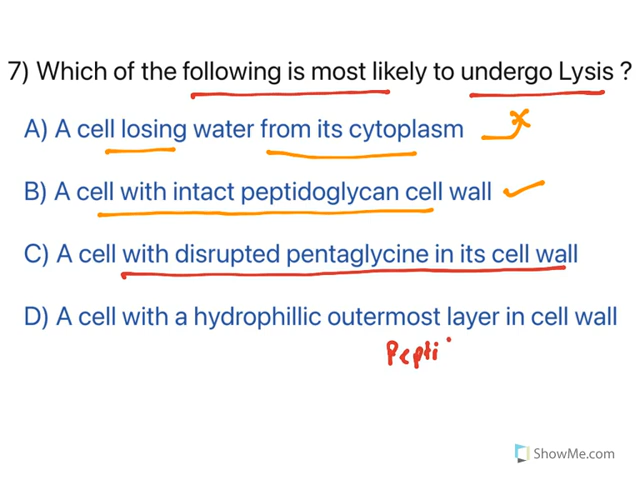 7) Which of the following is most likely to undergo Lysis ?
A) A cell losing water from its cytoplasm
B) A cell with intact peptidoglycan cell wall
C) A cell with disrupted pentaglycine in its cell wall
D) A cell with a hydrophillic outermost layer in cell wall
Pepti
ShowMe.com